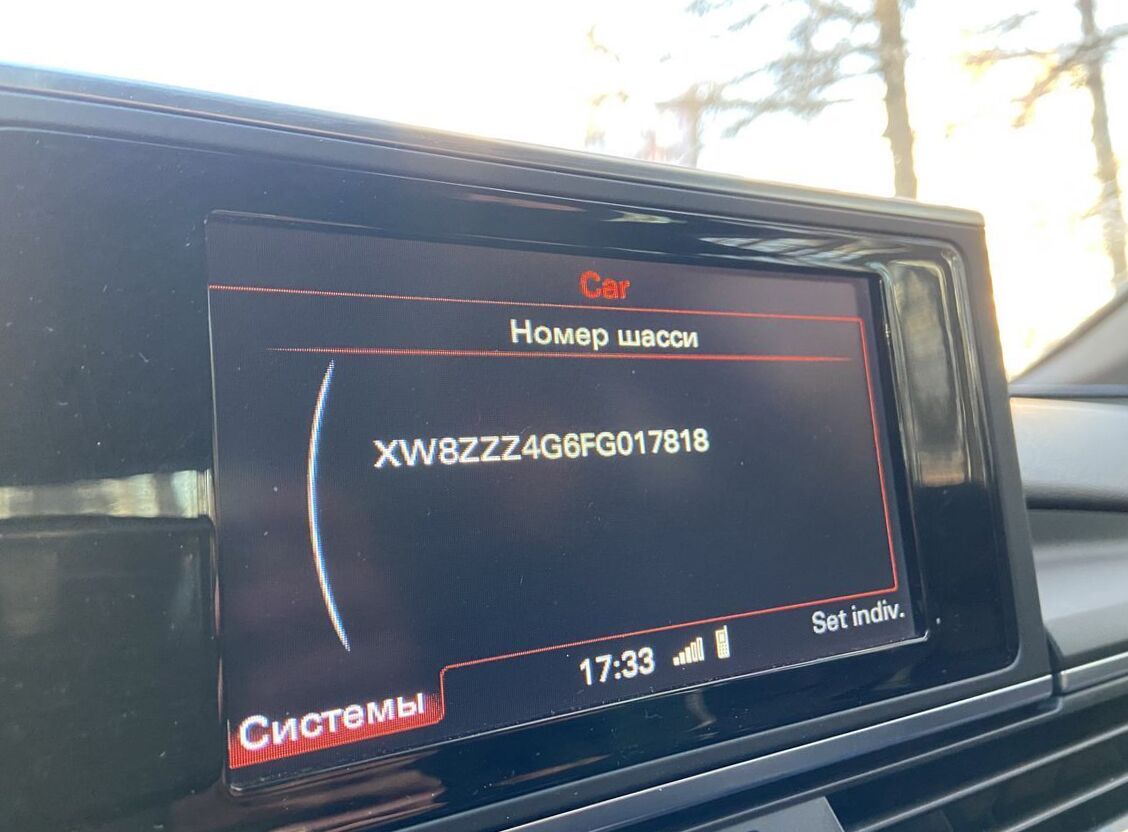 Car
Номер шасси
XW8ZZZ4G6FG017818
Set indiv.
17:33
Системы